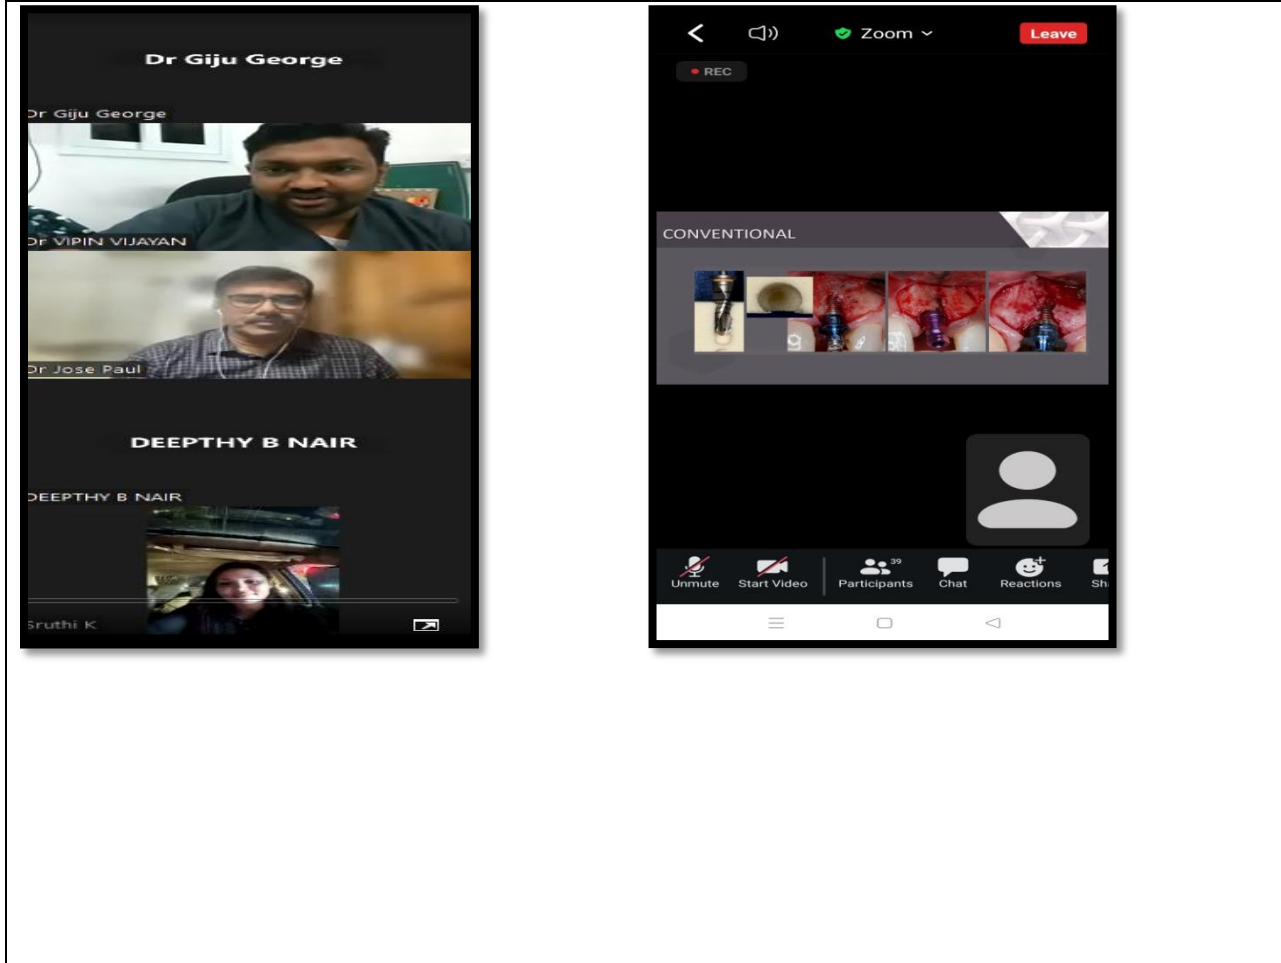 Dr Giju George
Dr Giju George
Dr VIPIN VIJAYAN
Dr Jose Paul
DEEPTHY B NAIR
DEEPTHY B NAIR
Sruthi K
Zoom
Leave
REC
CONVENTIONAL
39
Unmute Start Video Participants Chat Reactions